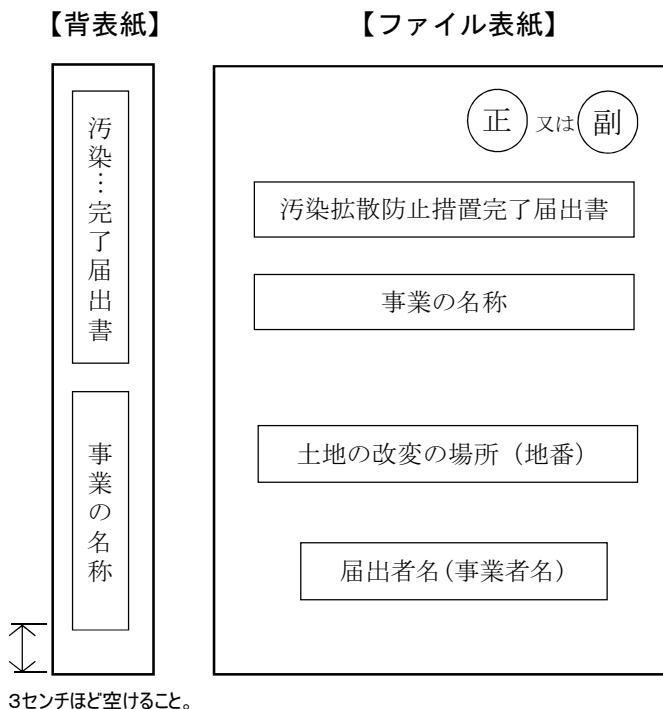 【背表紙】
汚染…完了届出書
事業の名称
3センチほど空けること。
【ファイル表紙】
正 又は 副
汚染拡散防止措置完了届出書
事業の名称
土地の改変の場所（地番）
届出者名(事業者名)